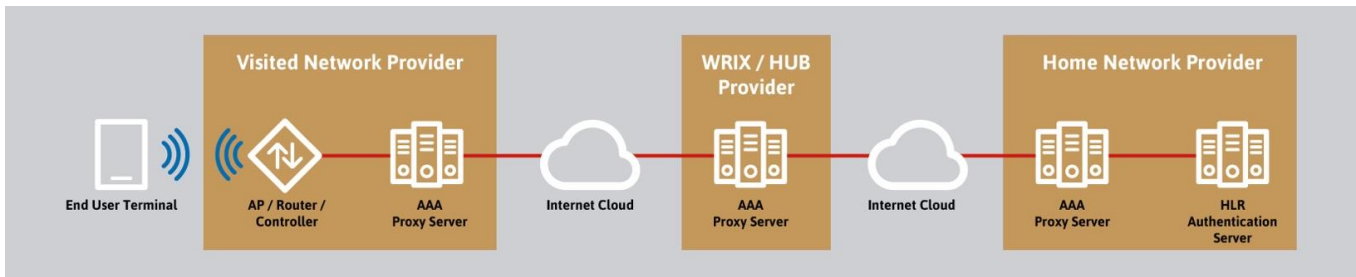 Visited Network Provider
WRIX / HUB
Provider
Home Network Provider
End User Terminal
AP / Router /
Controller
AAA
Proxy Server
Internet Cloud
AAA
Proxy Server
Internet Cloud
AAA
Proxy Server
HLR
Authentication
Server